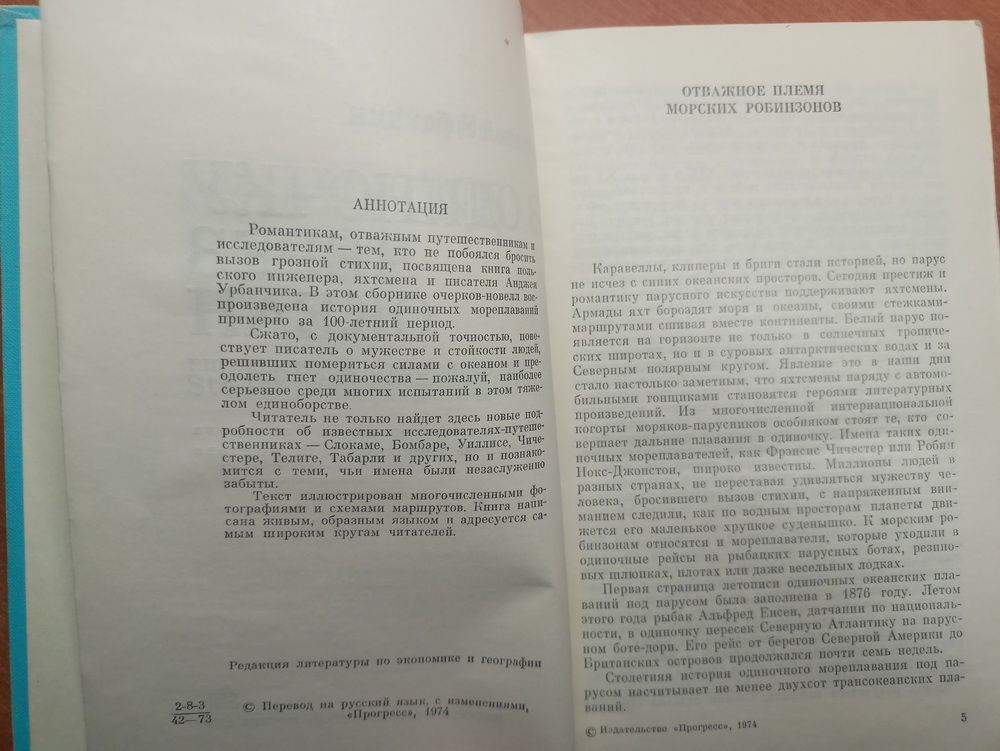 АННОТАЦИЯ
Романтикам, отважным путешественникам и
исследователям — тем, кто не побоялся бросить
вызов грозной стихии, посвящена книга поль-
ского инженера, яхтсмена и писателя Анджея
Урбанчика. В этом сборнике очерков-новелл вос-
произведена история одиночных мореплаваний
примерно за 100-летний период.
Сжато, с документальной точностью, пове-
ствует писатель о мужестве и стойкости людей,
решивших помериться силами с океаном и пре-
одолеть гнет одиночества — пожалуй, наиболее
серьезное среди многих испытаний в этом тяже-
лом единоборстве.
Читатель не только найдет здесь новые под-
робности об известных исследователях-путеше-
ственниках — Слокаме, Бомбаре, Уиллисе, Чиче-
стере, Телиге, Табарли и других, но и познако-
мится с теми, чьи имена были незаслуженно
забыты.
Текст иллюстрирован многочисленными фо-
тографиями и схемами маршрутов. Книга напи-
сана живым, образным языком и адресуется са-
мым широким кругам читателей.
Редакция литературы по экономике и географии
2-8-3
42—73
© Перевод на русский язык, с изменениями,
«Прогресс», 1974
ОТВАЖНОЕ ПЛЕМЯ
МОРСКИХ РОБИНЗОНОВ
Каравеллы, клиперы и бриги стали историей, но парус
не исчез с синих океанских просторов. Сегодня престиж и
романтику парусного искусства поддерживают яхтсмены.
Армады яхт бороздят моря и океаны, своими стежками-
маршрутами сшивая вместе континенты. Белый парус по-
является на горизонте не только в солнечных тропиче-
ских широтах, но и в суровых антарктических водах и за
Северным полярным кругом. Явление это в наши дни
стало настолько заметным, что яхтсмены наряду с автомо-
бильными гонщиками становятся героями литературных
произведений. Из многочисленной интернациональной
когорты моряков-парусников особняком стоят те, кто со-
вершает дальние плавания в одиночку. Имена таких оди-
ночных мореплавателей, как Фрэнсис Чичестер или Робин
Нокс-Джонстон, широко известны. Миллионы людей в
разных странах, не переставая удивляться мужеству че-
ловека, бросившего вызов стихии, с напряженным вни-
манием следили, как по водным просторам планеты дви-
жется его маленькое хрупкое суденышко. К морским ро-
бинзонам относятся и мореплаватели, которые уходили в
одиночные рейсы на рыбацких парусных ботах, резино-
вых шлюпках, плотах или даже весельных лодках.
Первая страница летописи одиночных океанских пла-
ваний под парусом была заполнена в 1876 году. Летом
этого года рыбак Альфред Енсен, датчанин по националь-
ности, в одиночку пересек Северную Атлантику на парус-
ном боте-дори. Его рейс от берегов Северной Америки до
Британских островов продолжался почти семь недель.
Столетняя история одиночного мореплавания под па-
русом насчитывает не менее двухсот трансокеанских пла-
ваний.
© Издательство «Прогресс», 1974
5